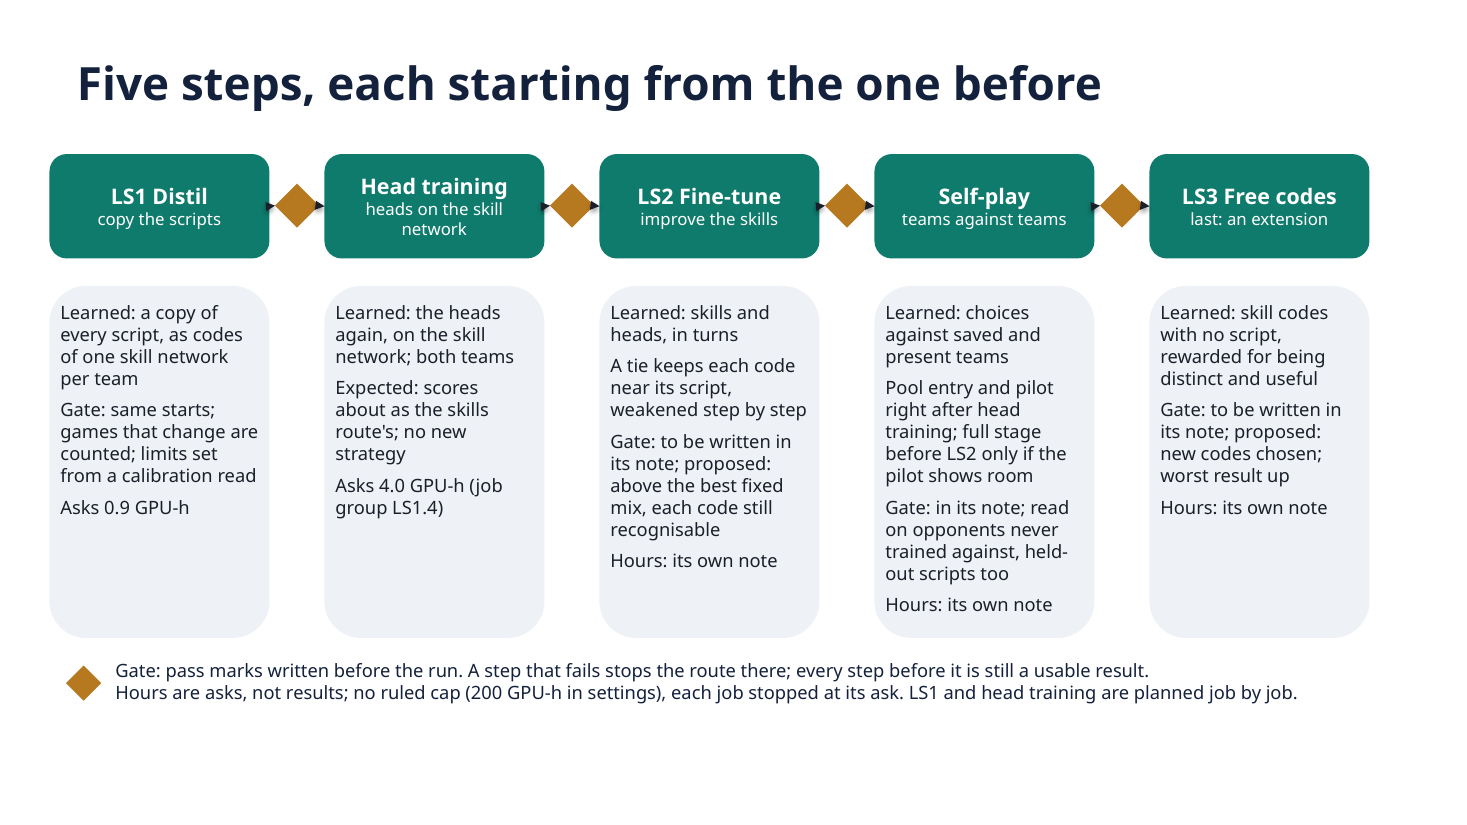 Five steps, each starting from the one before
LS1 Distil
copy the scripts
Head training
heads on the skill
network
LS2 Fine-tune
improve the skills
Self-play
teams against teams
LS3 Free codes
last: an extension
Learned: a copy of
every script, as codes
of one skill network
per team
Gate: same starts;
games that change are
counted; limits set
from a calibration read
Asks 0.9 GPU-h
Learned: the heads
again, on the skill
network; both teams
Expected: scores
about as the skills
route's; no new
strategy
Asks 4.0 GPU-h (job
group LS1.4)
Learned: skills and
heads, in turns
A tie keeps each code
near its script,
weakened step by step
Gate: to be written in
its note; proposed:
above the best fixed
mix, each code still
recognisable
Hours: its own note
Learned: choices
against saved and
present teams
Pool entry and pilot
right after head
training; full stage
before LS2 only if the
pilot shows room
Gate: in its note; read
on opponents never
trained against, held-
out scripts too
Hours: its own note
Learned: skill codes
with no script,
rewarded for being
distinct and useful
Gate: to be written in
its note; proposed:
new codes chosen;
worst result up
Hours: its own note
Gate: pass marks written before the run. A step that fails stops the route there; every step before it is still a usable result.
Hours are asks, not results; no ruled cap (200 GPU-h in settings), each job stopped at its ask. LS1 and head training are planned job by job.